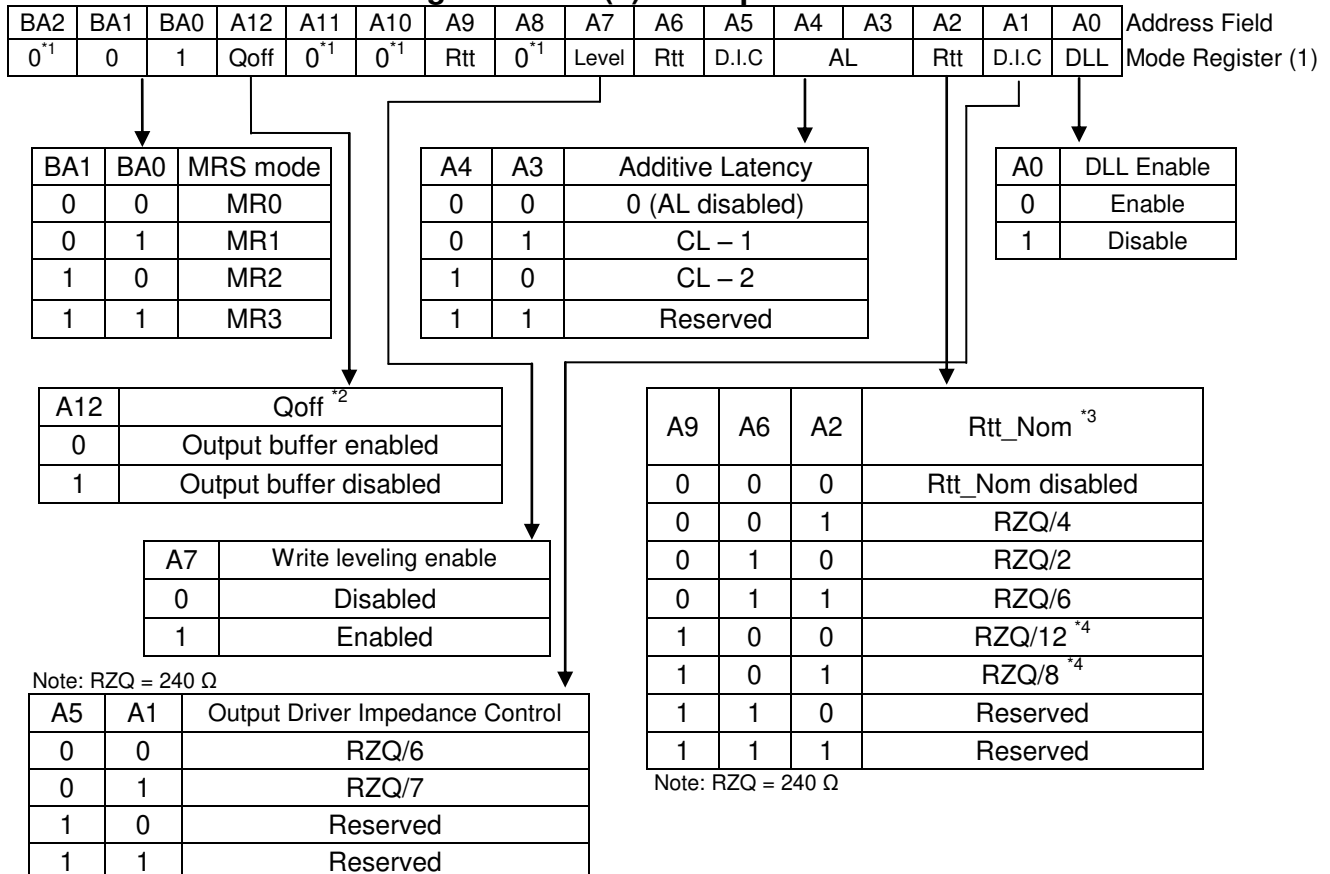 BA2 BA1 BA0 A12 A11 A10 A9 A8 A7 A6 A5 A4 A3 A2 A1 A0 Address Field
0*1 0 1 Qoff 0*1 0*1 Rtt 0*1 Level Rtt D.I.C AL Rtt D.I.C DLL Mode Register (1)
BA1 BA0 MRS mode
0 0 MR0
0 1 MR1
1 0 MR2
1 1 MR3
A4 A3 Additive Latency
0 0 0 (AL disabled)
0 1 CL – 1
1 0 CL – 2
1 1 Reserved
A0 DLL Enable
0 Enable
1 Disable
A12 Qoff *2
0 Output buffer enabled
1 Output buffer disabled
A7 Write leveling enable
0 Disabled
1 Enabled
Note: RZQ = 240 Ω
A5 A1 Output Driver Impedance Control
0 0 RZQ/6
0 1 RZQ/7
1 0 Reserved
1 1 Reserved
A9 A6 A2 Rtt_Nom *3
0 0 0 Rtt_Nom disabled
0 0 1 RZQ/4
0 1 0 RZQ/2
0 1 1 RZQ/6
1 0 0 RZQ/12 *4
1 0 1 RZQ/8 *4
1 1 0 Reserved
1 1 1 Reserved
Note: RZQ = 240 Ω